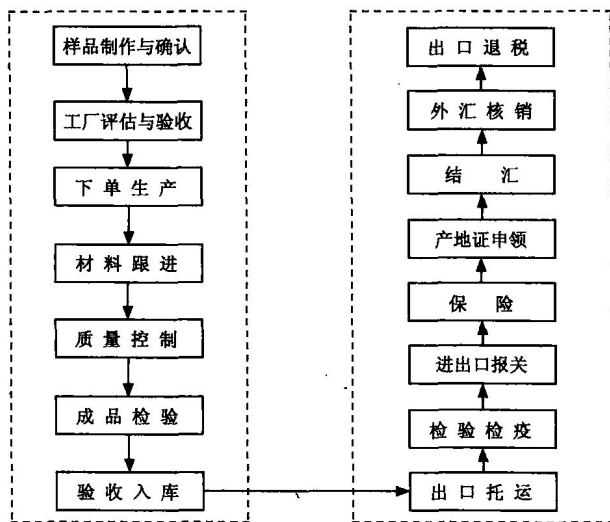 样品制作与确认
工厂评估与验收
下单生产
材料跟进
质量控制
成品检验
验收入库
出口退税
外汇核销
结汇
产地证申领
保险
进出口报关
检验检疫
出口托运